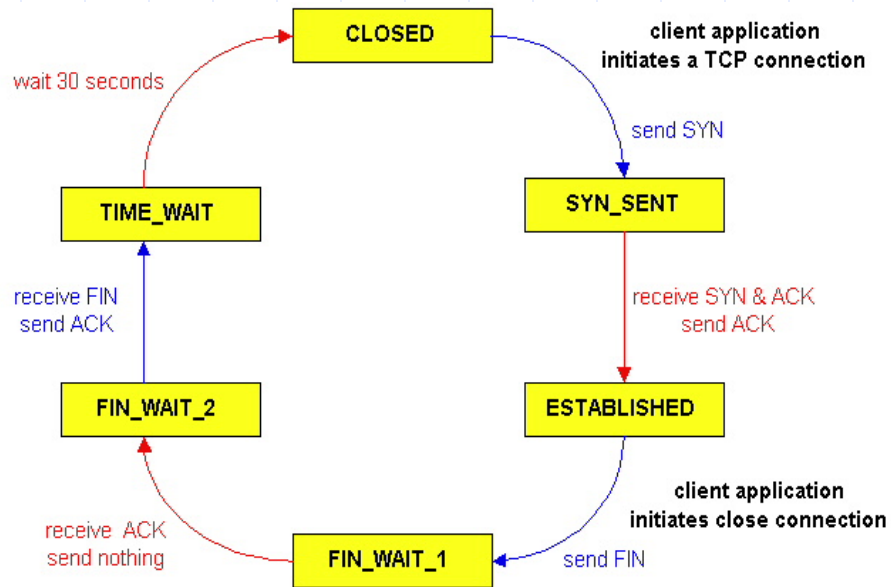 CLOSED
client application
initiates a TCP connection
wait 30 seconds
send SYN
TIME_WAIT
SYN_SENT
receive FIN
send ACK
receive SYN & ACK
send ACK
FIN_WAIT_2
ESTABLISHED
client application
initiates close connection
receive ACK
send nothing
FIN_WAIT_1
send FIN